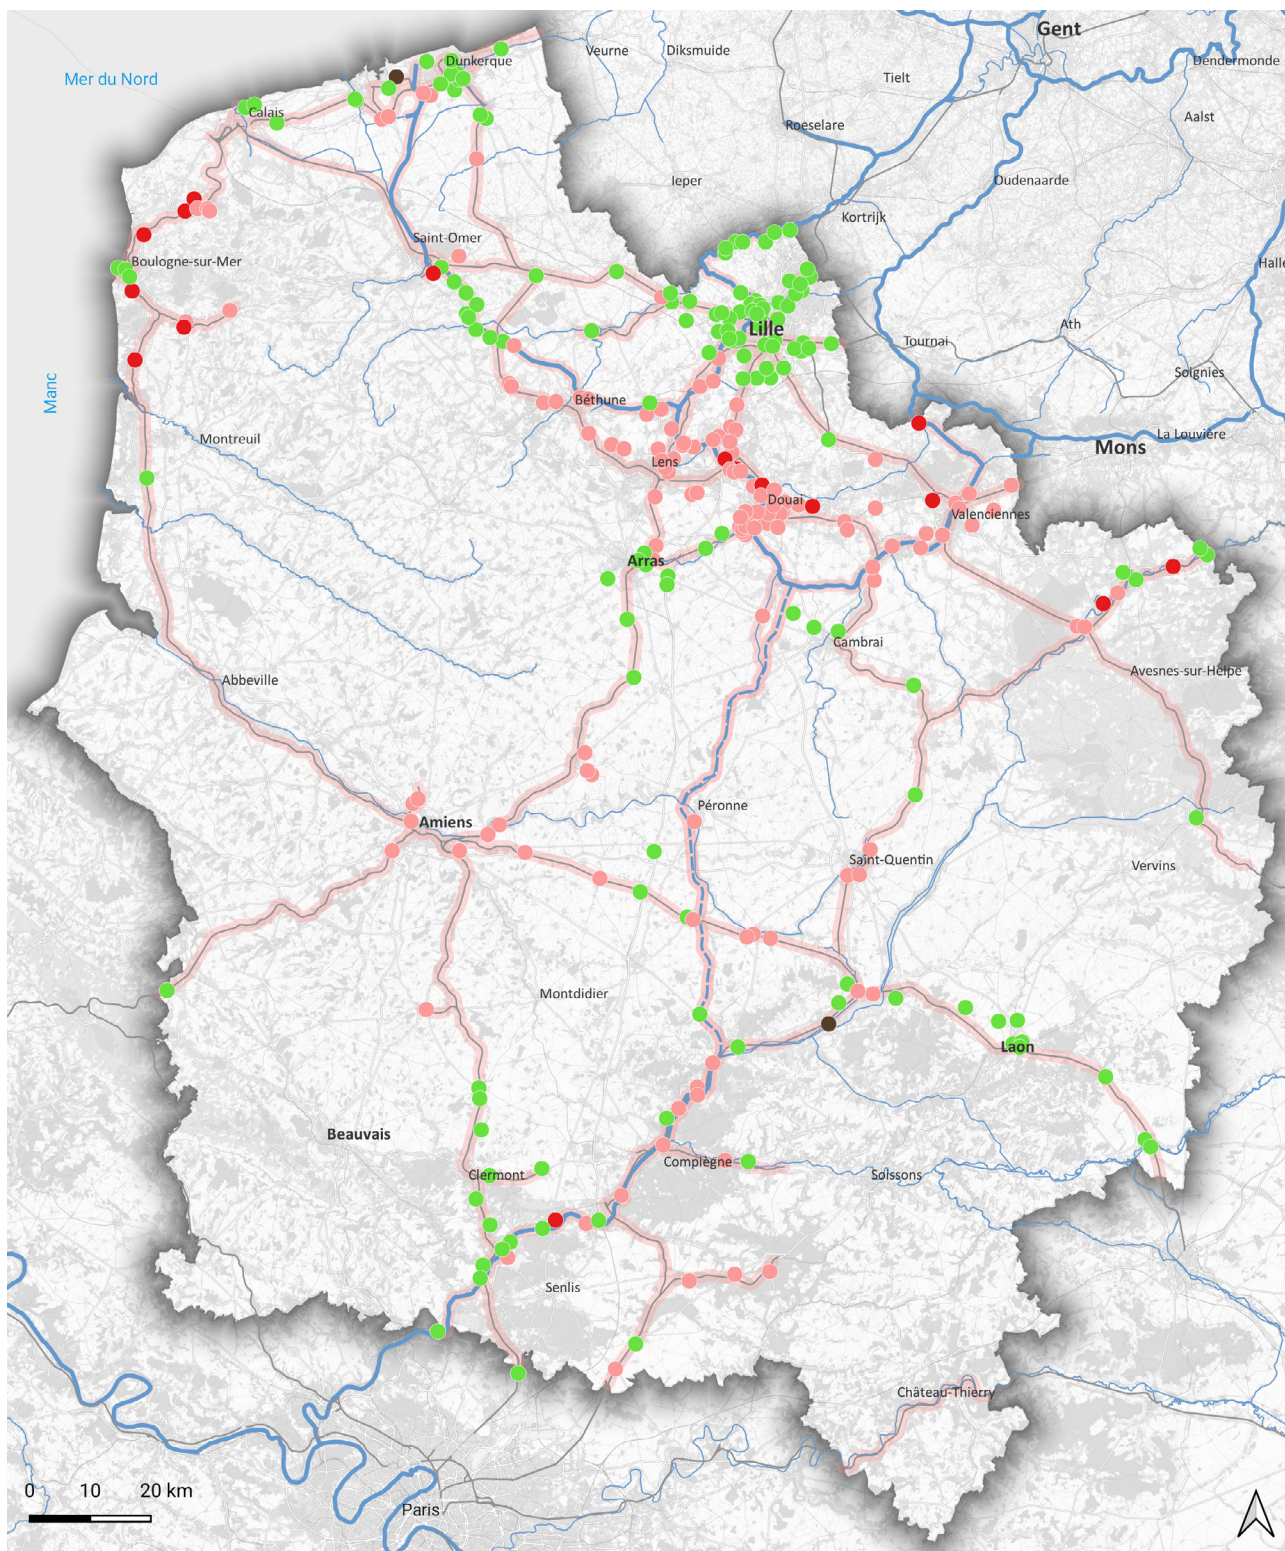 Gent
Veurne
Diksmuide
Dunkerque
Dendermonde
Mer du Nord
Tielt
Calais
Aalst
Roeselare
Ieper
Oudenaarde
Kortrijk
Saint-Omer
Boulogne-sur-Mer
Halle
Lille
Ath
Tournai
Soignies
Manc
Béthune
Montreuil
La Louvière
Mons
Lens
Douai
Valenciennes
Arras
Cambrai
Avesnes-sur-Helpe
Abbeville
Péronne
Amiens
Saint-Quentin
Vervins
Montdidier
Laon
Beauvais
Compiègne
Clermont
Soissons
Senlis
Château-Thierry
0 10 20 km
Paris